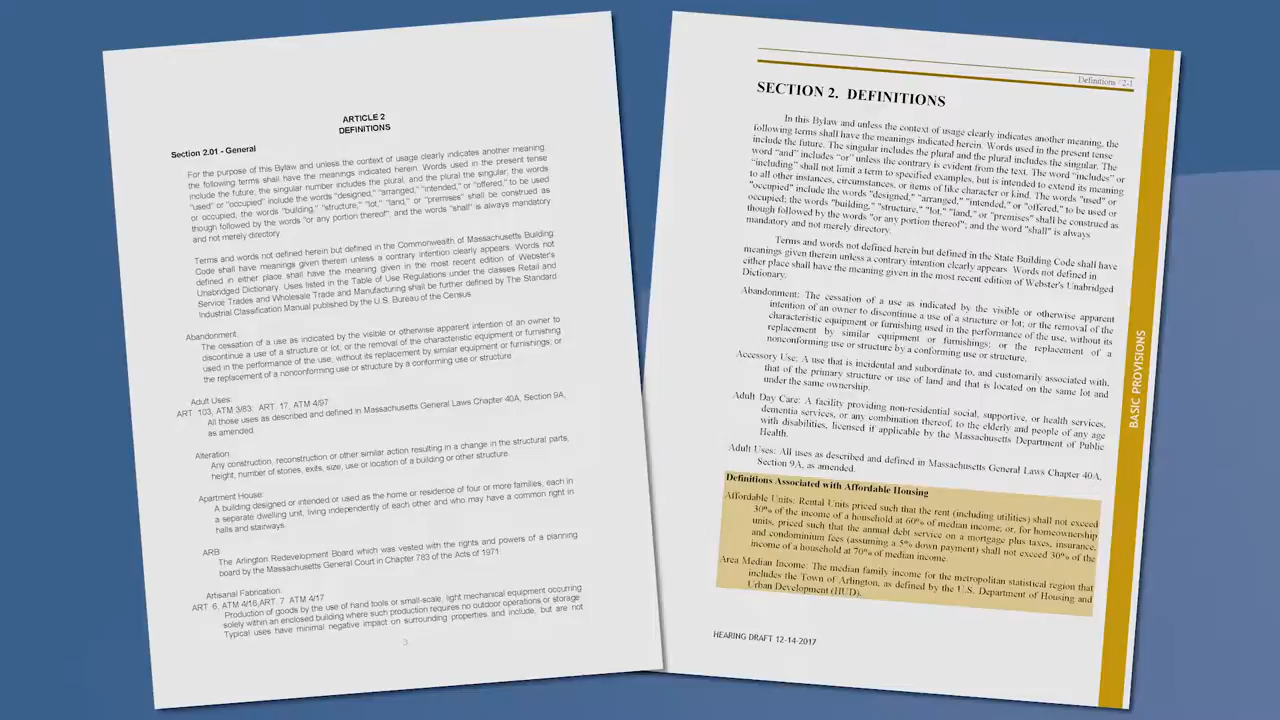 ARTICLE 2
DEFINITIONS
Section 2.01 - General
For the purpose of this Bylaw and unless the context of usage clearly indicates another meaning,
the following terms shall have the meanings indicated herein. Words used in the present tense
include the future; the singular number includes the plural, and the plural the singular; the words
"used" or "occupied" include the words "designed," "arranged," "intended," or "offered," to be used
or occupied, the words "building," "structure," "lot," "land," or "premises" shall be construed as
though followed by the words "or any portion thereof"; and the word "shall" is always mandatory
and not merely directory.
Terms and words not defined herein but defined in the Commonwealth of Massachusetts Building
Code shall have meanings given therein unless a contrary intention clearly appears. Words not
defined in either place shall have the meaning given in the most recent edition of Webster's
Unabridged Dictionary. Uses listed in the Table of Use Regulations under the classes Retail and
Service Trades and Wholesale Trade and Manufacturing shall be further defined by The Standard
Industrial Classification Manual published by the U.S. Bureau of the Census.
Abandonment:
The cessation of a use as indicated by the visible or otherwise apparent intention of an owner to
discontinue a use of a structure or lot; or the removal of the characteristic equipment or furnishing
used in the performance of the use, without its replacement by similar equipment or furnishings; or
the replacement of a nonconforming use or structure by a conforming use or structure.
Adult Uses:
ART. 103, ATM 3/83; ART. 17, ATM 4/97
All those uses as described and defined in Massachusetts General Laws Chapter 40A, Section 9A,
as amended.
Alteration:
Any construction, reconstruction or other similar action resulting in a change in the structural parts,
height, number of stories, exits, size, use or location of a building or other structure.
Apartment House:
A building designed or intended or used as the home or residence of four or more families, each in
a separate dwelling unit, living independently of each other and who may have a common right in
halls and stairways.
ARB
The Arlington Redevelopment Board which was vested with the rights and powers of a planning
board by the Massachusetts General Court in Chapter 783 of the Acts of 1971.
Artisanal Fabrication:
ART. 6, ATM 4/16,ART. 7 ATM 4/17
Production of goods by the use of hand tools or small-scale, light mechanical equipment occurring
solely within an enclosed building where such production requires no outdoor operations or storage.
Typical uses have minimal negative impact on surrounding properties and include, but are not
3
Definitions / 2-1
SECTION 2. DEFINITIONS
In this Bylaw and unless the context of usage clearly indicates another meaning, the
following terms shall have the meanings indicated herein. Words used in the present tense
include the future. The singular includes the plural and the plural includes the singular. The
word "and" includes "or" unless the contrary is evident from the text. The word "includes" or
"including" shall not limit a term to specified examples, but is intended to extend its meaning
to all other instances, circumstances, or items of like character or kind. The words "used" or
"occupied" include the words "designed," "arranged," "intended," or "offered, to be used or
occupied; the words "building," "structure," "lot," "land," or "premises" shall be construed as
though followed by the words "or any portion thereof"; and the word "shall" is always
mandatory and not merely directory.
Terms and words not defined herein but defined in the State Building Code shall have
meanings given therein unless a contrary intention clearly appears. Words not defined in
either place shall have the meaning given in the most recent edition of Webster's Unabridged
Dictionary.
Abandonment: The cessation of a use as indicated by the visible or otherwise apparent
intention of an owner to discontinue a use of a structure or lot; or the removal of the
characteristic equipment or furnishing used in the performance of the use, without its
replacement by similar equipment or furnishings; or the replacement of a
nonconforming use or structure by a conforming use or structure.
Accessory Use: A use that is incidental and subordinate to, and customarily associated with,
that of the primary structure or use of land and that is located on the same lot and
under the same ownership.
Adult Day Care: A facility providing non-residential social, supportive, or health services,
dementia services, or any combination thereof, to the elderly and people of any age
with disabilities, licensed if applicable by the Massachusetts Department of Public
Health.
Adult Uses: All uses as described and defined in Massachusetts General Laws Chapter 40A,
Section 9A, as amended.
Definitions Associated with Affordable Housing
Affordable Units: Rental Units priced such that the rent (including utilities) shall not exceed
30% of the income of a household at 60% of median income; or, for homeownership
units, priced such that the annual debt service on a mortgage plus taxes, insurance,
and condominium fees (assuming a 5% down payment) shall not exceed 30% of the
income of a household at 70% of median income.
Area Median Income: The median family income for the metropolitan statistical region that
includes the Town of Arlington, as defined by the U.S. Department of Housing and
Urban Development (HUD).
HEARING DRAFT 12-14-2017
BASIC PROVISIONS